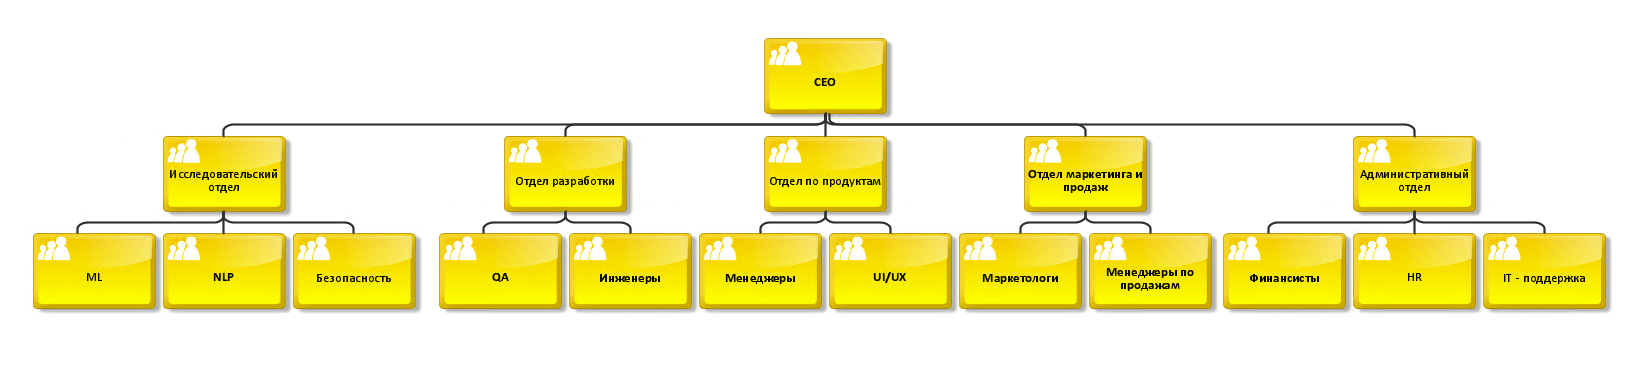 CEO
Исследовательский
отдел
Отдел разработки
Отдел по продуктам
Отдел маркетинга и
продаж
Административный
отдел
ML
NLP
Безопасность
QA
Инженеры
Менеджеры
UI/UX
Маркетологи
Менеджеры по
продажам
Финансисты
HR
IT - поддержка